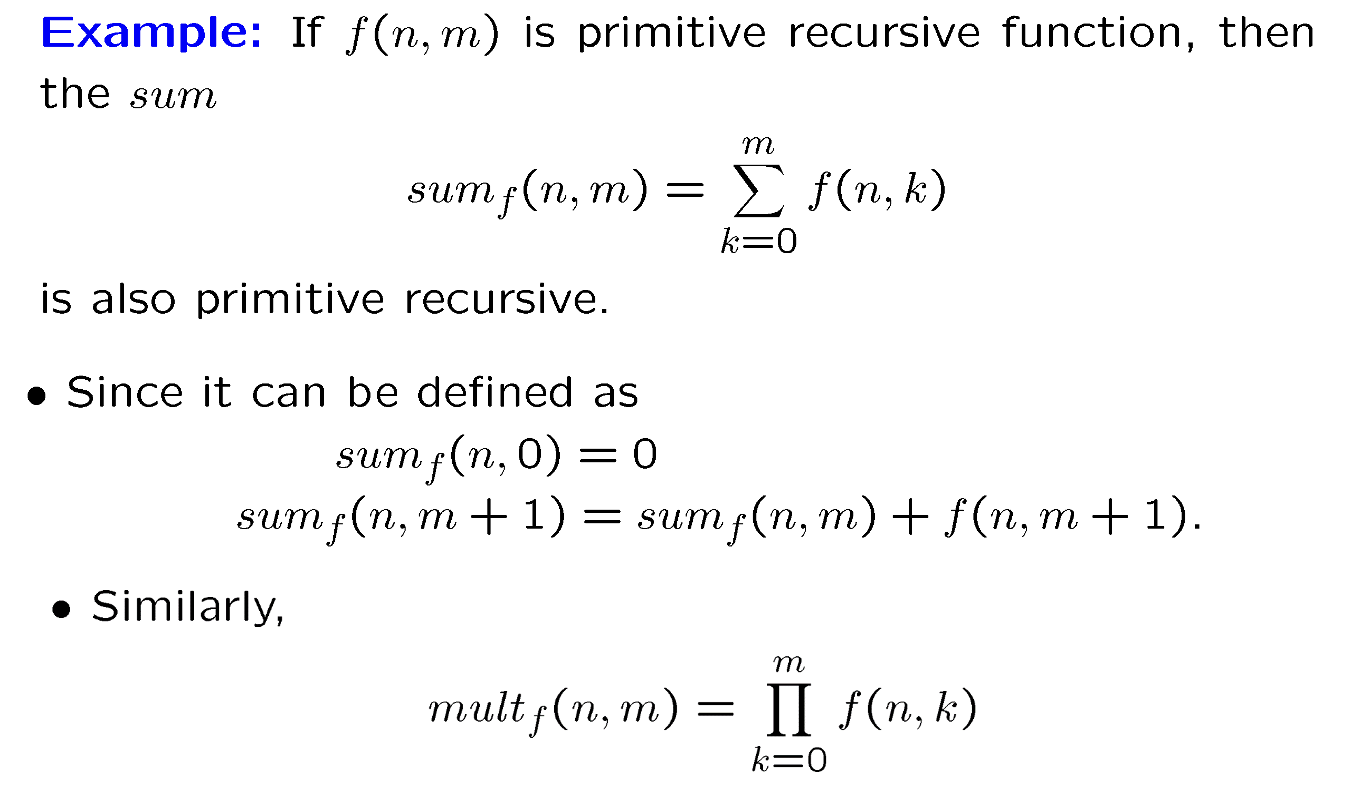 Example: If f(n, m) is primitive recursive function, then
the sum
sum_f(n, m) = \sum_{k=0}^{m} f(n, k)
is also primitive recursive.
• Since it can be defined as
sum_f(n, 0) = 0
sum_f(n, m + 1) = sum_f(n, m) + f(n, m + 1).
• Similarly,
mult_f(n, m) = \prod_{k=0}^{m} f(n, k)